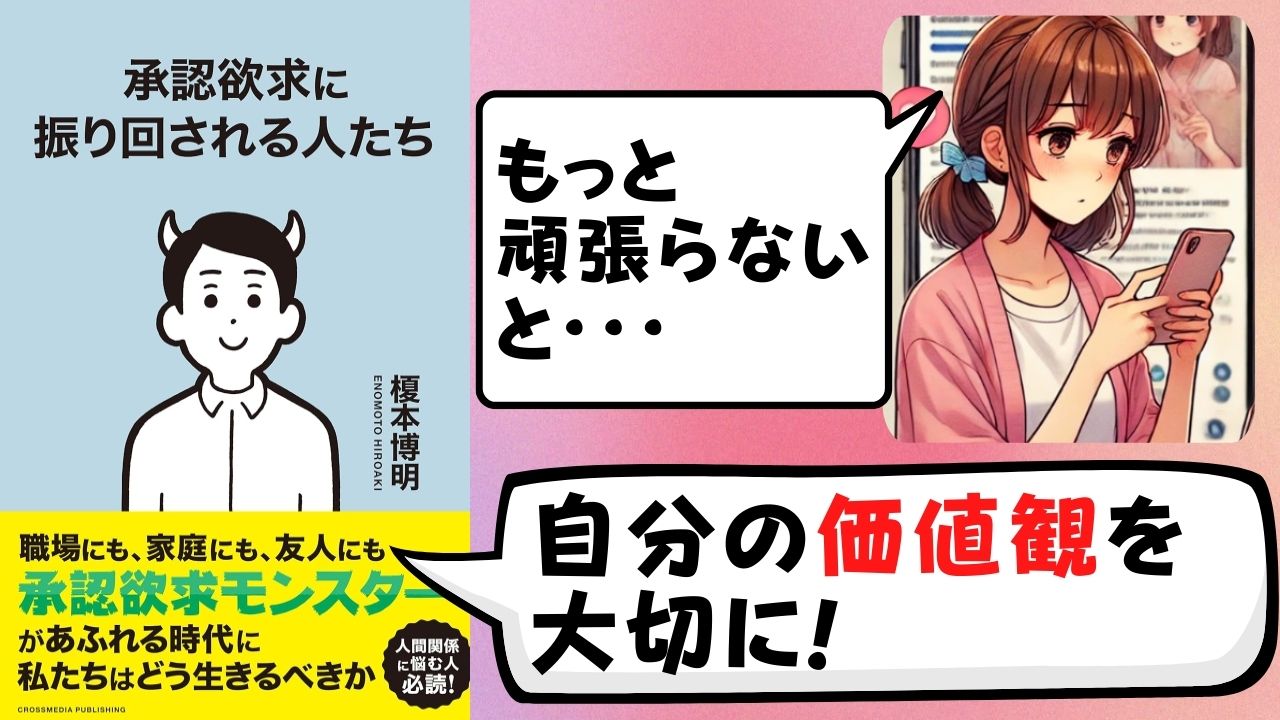 承認欲求に
振り回される人たち
榎本博明
ENOMOTO HIROAKI
職場にも、家庭にも、友人にも
承認欲求モンスター
があふれる時代に
私たちはどう生きるべきか
人間関係
に悩む人
必読!
CROSSMEDIA PUBLISHING
もっと
頑張らない
と・・・
自分の価値観を
大切に!